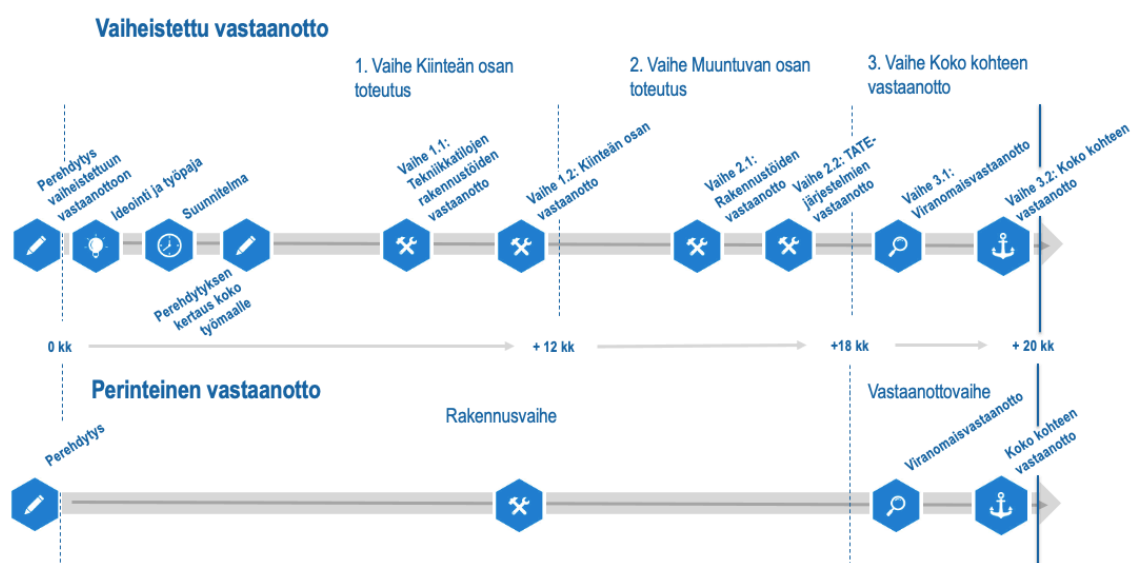 Vaiheistettu vastaanotto
1. Vaihe Kiinteän osan
toteutus
2. Vaihe Muuntuvan osan
toteutus
3. Vaihe Koko kohteen
vastaanotto
Perehdytys
vaiheistettuun
vastaanottoon
Ideointi ja työpaja
Suunnitelma
Perehdytyksen
kertaus koko
työmaalle
Vaihe 1.1:
Tekniikkatilojen
rakennustöiden
vastaanotto
Vaihe 1.2: Kiinteän osan
vastaanotto
Vaihe 2.1:
Rakennustöiden
vastaanotto
Vaihe 2.2: TATE-
järjestelmien
vastaanotto
Vaihe 3.1:
Viranomaisvastaanotto
Vaihe 3.2: Koko kohteen
vastaanotto
0 kk
+ 12 kk
+18 kk
+ 20 kk
Perinteinen vastaanotto
Rakennusvaihe
Vastaanottovaihe
Perehdytys
Viranomaisvastaanotto
Koko kohteen
vastaanotto